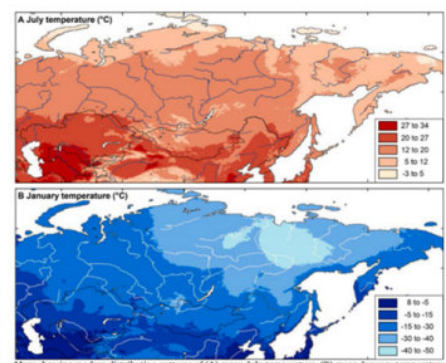 A July temperature (°C)
27 to 34
20 to 27
12 to 20
5 to 12
-3 to 5
B January temperature (°C)
8 to -5
-5 to -15
-15 to -30
-30 to -40
-40 to -50